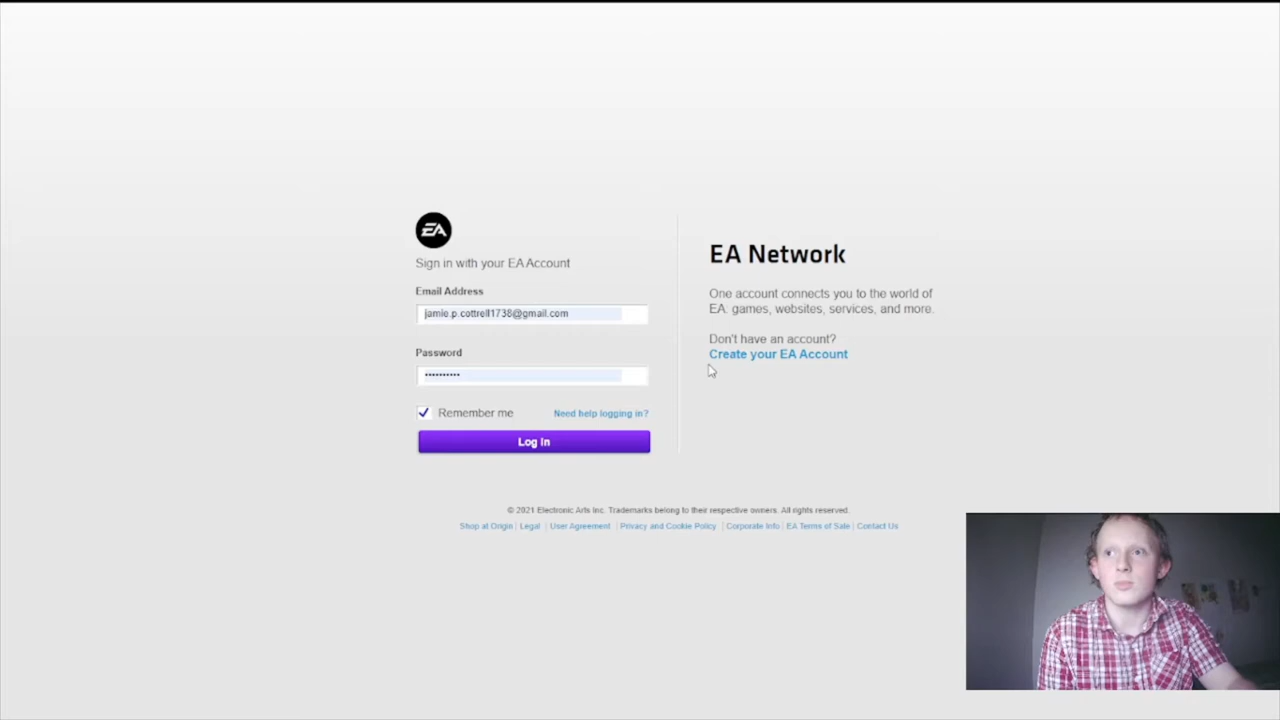 EA
Sign in with your EA Account
Email Address
jamie.p.cottrell1738@gmail.com
Password
••••••••••
Remember me
Need help logging in?
Log In
EA Network
One account connects you to the world of
EA: games, websites, services, and more.
Don't have an account?
Create your EA Account
© 2021 Electronic Arts Inc. Trademarks belong to their respective owners. All rights reserved.
Shop at Origin | Legal | User Agreement | Privacy and Cookie Policy | Corporate Info | EA Terms of Sale | Contact Us